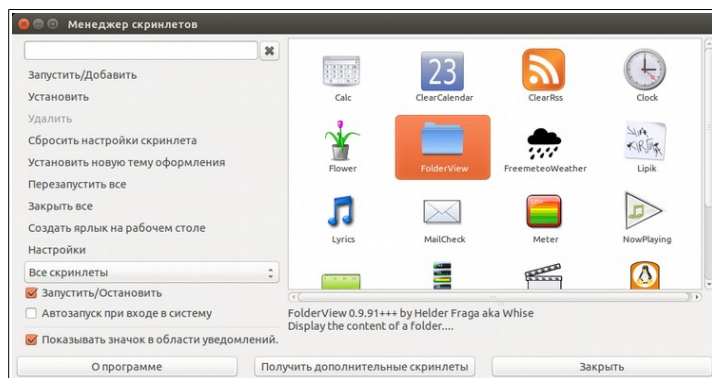 Менеджер скринлетов
Запустить/Добавить
Установить
Удалить
Сбросить настройки скринлета
Установить новую тему оформления
Перезапустить все
Закрыть все
Создать ярлык на рабочем столе
Настройки
Все скринлеты
Запустить/Остановить
Автозапуск при входе в систему
Показывать значок в области уведомлений.
23
Calc ClearCalendar ClearRss Clock
Flower FolderView FreemeteoWeather Lipik
Lyrics MailCheck Meter NowPlaying
FolderView 0.9.91+++ by Helder Fraga aka Whise
Display the content of a folder....
О программе Получить дополнительные скринлеты Закрыть